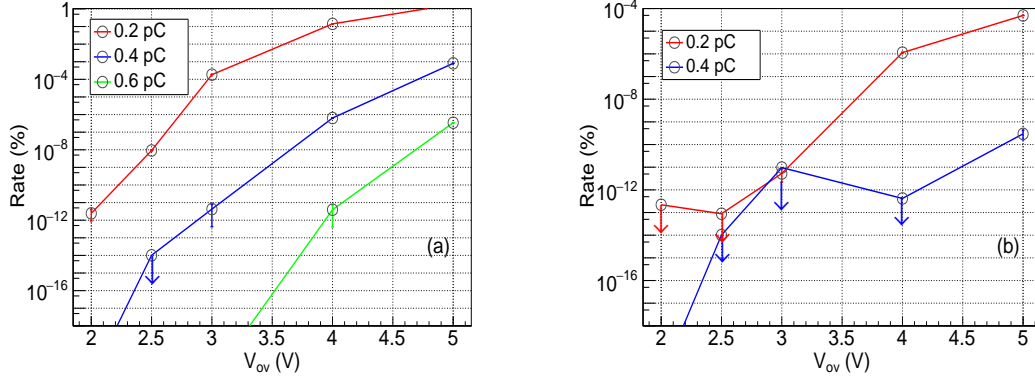 1
10⁻⁴
10⁻⁸
10⁻¹²
10⁻¹⁶
Rate (%)
0.2 pC
0.4 pC
0.6 pC
(a)
2 2.5 3 3.5 4 4.5 5
V_ov (V)
10⁻⁴
10⁻⁶
10⁻⁸
10⁻¹²
10⁻¹⁶
Rate (%)
0.2 pC
0.4 pC
(b)
2 2.5 3 3.5 4 4.5 5
V_ov (V)